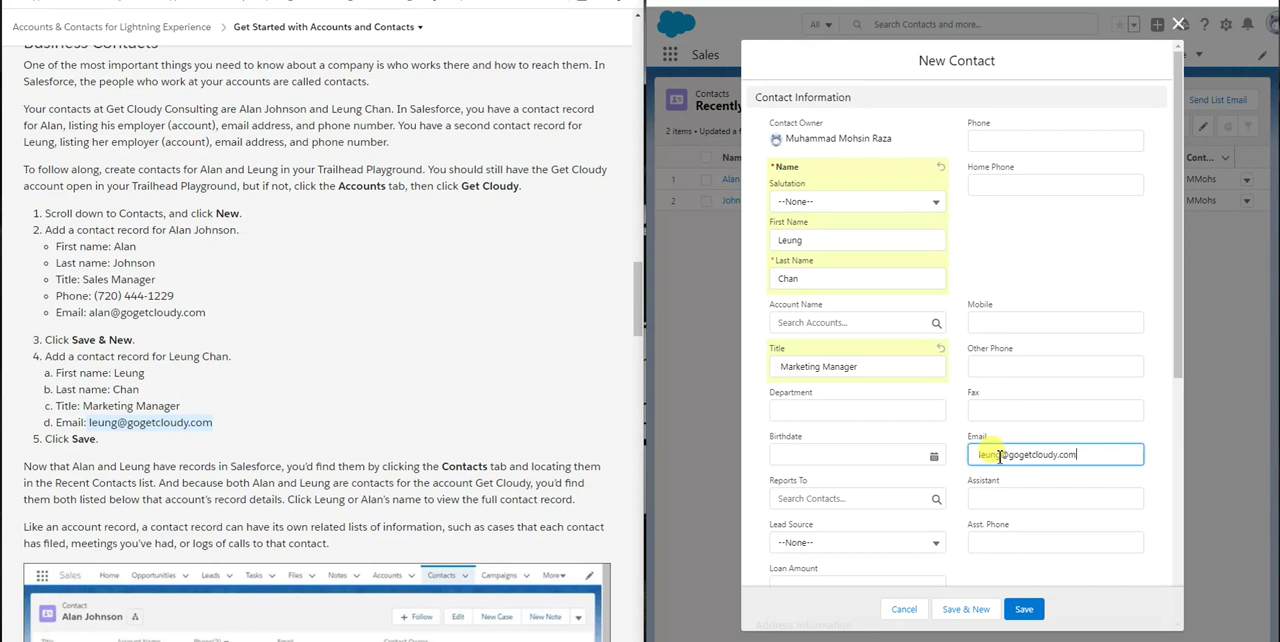 Accounts & Contacts for Lightning Experience > Get Started with Accounts and Contacts
Business Contacts
One of the most important things you need to know about a company is who works there and how to reach them. In
Salesforce, the people who work at your accounts are called contacts.
Your contacts at Get Cloudy Consulting are Alan Johnson and Leung Chan. In Salesforce, you have a contact record
for Alan, listing his employer (account), email address, and phone number. You have a second contact record for
Leung, listing her employer (account), email address, and phone number.
To follow along, create contacts for Alan and Leung in your Trailhead Playground. You should still have the Get Cloudy
account open in your Trailhead Playground, but if not, click the Accounts tab, then click Get Cloudy.
1. Scroll down to Contacts, and click New.
2. Add a contact record for Alan Johnson.
First name: Alan
Last name: Johnson
Title: Sales Manager
Phone: (720) 444-1229
Email: alan@gogetcloudy.com
3. Click Save & New.
4. Add a contact record for Leung Chan.
a. First name: Leung
b. Last name: Chan
c. Title: Marketing Manager
d. Email: leung@gogetcloudy.com
5. Click Save.
Now that Alan and Leung have records in Salesforce, you'd find them by clicking the Contacts tab and locating them
in the Recent Contacts list. And because both Alan and Leung are contacts for the account Get Cloudy, you'd find
them both listed below that account's record details. Click Leung or Alan's name to view the full contact record.
Like an account record, a contact record can have its own related lists of information, such as cases that each contact
has filed, meetings you've had, or logs of calls to that contact.
Sales Home Opportunities Leads Tasks Files Notes Accounts Contacts Campaigns More
Contact
Alan Johnson
+ Follow Edit New Case New Note
Title Account Name Phone(2) Email Contact Owner
All Search Contacts and more...
Sales
Contacts
Recently
Send List Email
2 items • Updated a f
Cont...
1 Alan MMohs
2 John MMohs
New Contact
Contact Information
Contact Owner
Muhammad Mohsin Raza
Phone
* Name
Home Phone
Salutation
--None--
First Name
Leung
* Last Name
Chan
Account Name
Search Accounts...
Mobile
Title
Marketing Manager
Other Phone
Department
Fax
Birthdate
Email
leung@gogetcloudy.com
Reports To
Search Contacts...
Assistant
Lead Source
--None--
Asst. Phone
Loan Amount
Address Information
Cancel Save & New Save